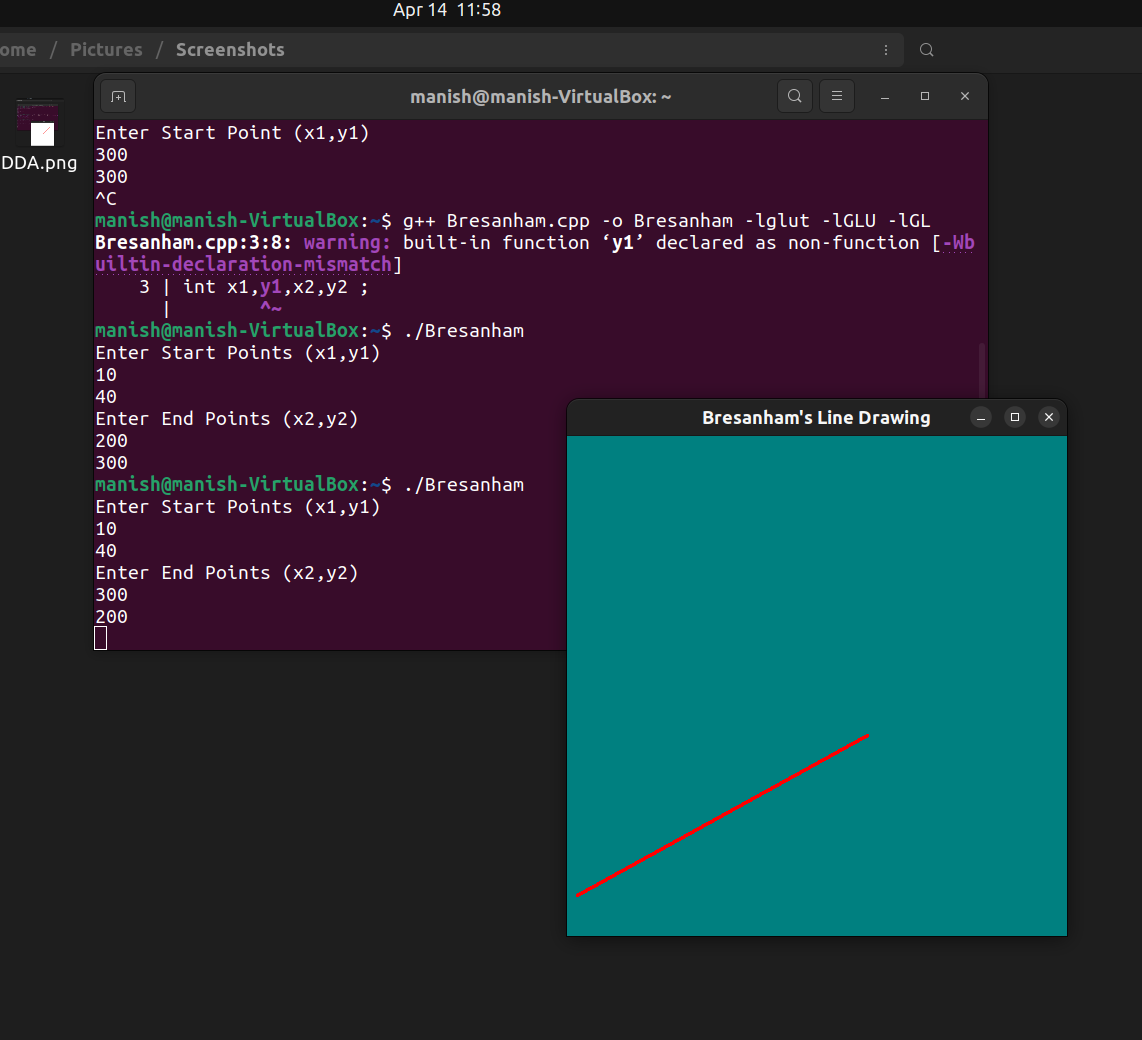 Apr 14 11:58
ome / Pictures / Screenshots
DDA.png
manish@manish-VirtualBox: ~
Enter Start Point (x1,y1)
300
300
^C
manish@manish-VirtualBox:~$ g++ Bresanham.cpp -o Bresanham -lglut -lGLU -lGL
Bresanham.cpp:3:8: warning: built-in function ‘y1’ declared as non-function [-Wb
uiltin-declaration-mismatch]
    3 | int x1,y1,x2,y2 ;
      |        ^~
manish@manish-VirtualBox:~$ ./Bresanham
Enter Start Points (x1,y1)
10
40
Enter End Points (x2,y2)
200
300
manish@manish-VirtualBox:~$ ./Bresanham
Enter Start Points (x1,y1)
10
40
Enter End Points (x2,y2)
300
200
Bresanham's Line Drawing